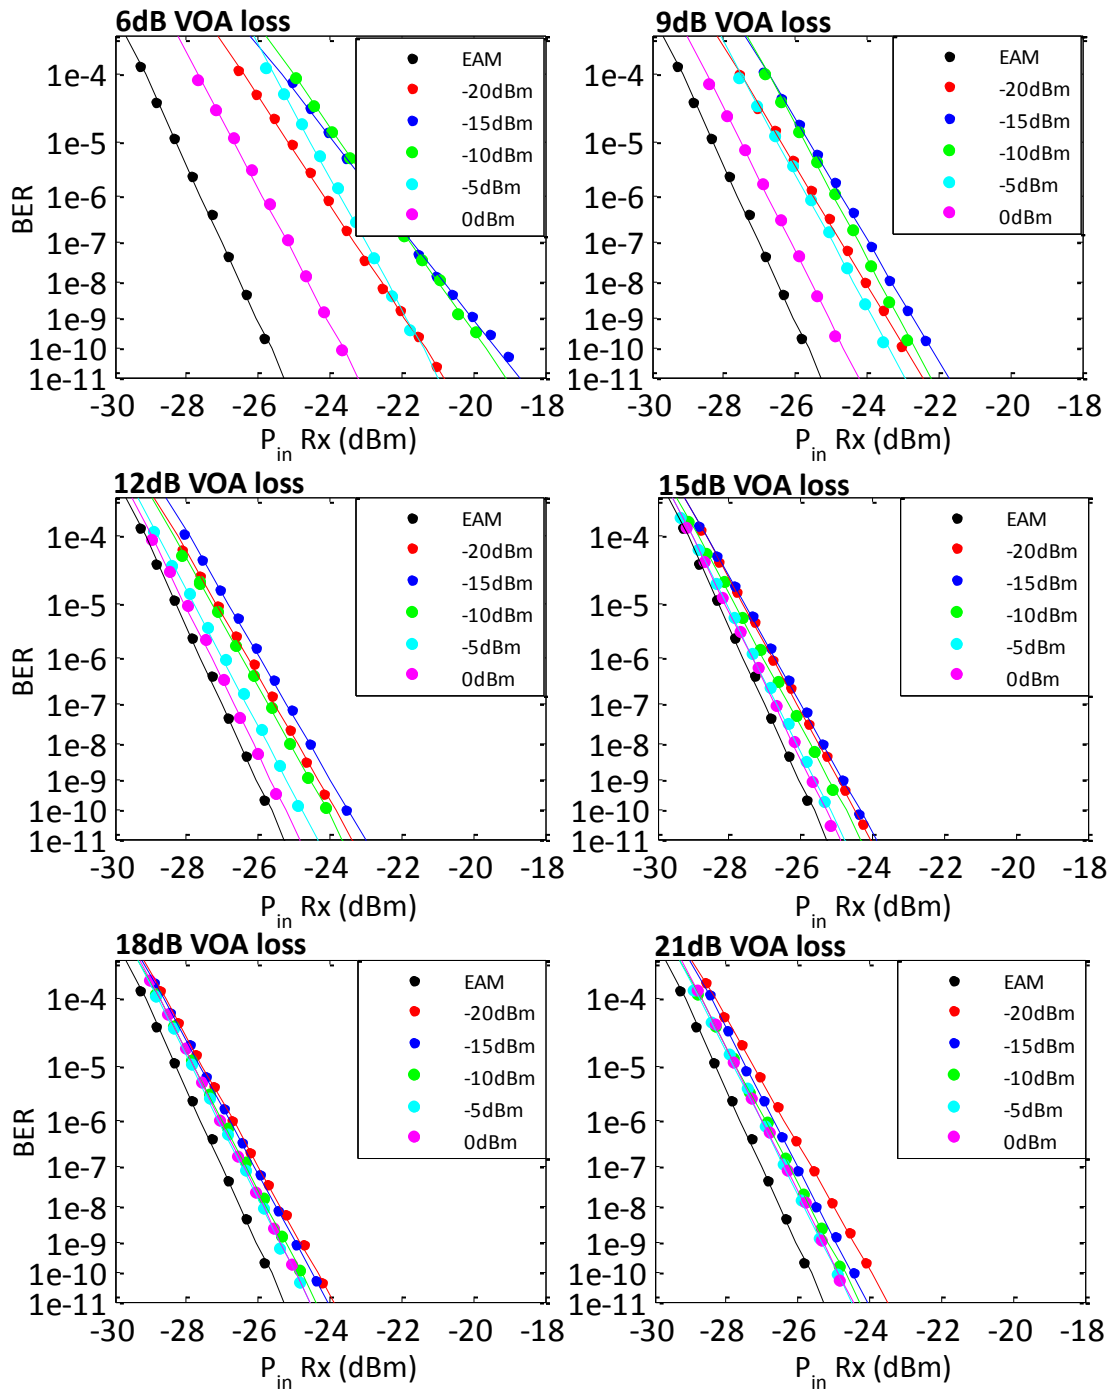 6dB VOA loss
EAM
-20dBm
-15dBm
-10dBm
-5dBm
0dBm
1e-4
1e-5
1e-6
1e-7
1e-8
1e-9
1e-10
1e-11
BER
-30 -28 -26 -24 -22 -20 -18
Pin Rx (dBm)
9dB VOA loss
EAM
-20dBm
-15dBm
-10dBm
-5dBm
0dBm
1e-4
1e-5
1e-6
1e-7
1e-8
1e-9
1e-10
1e-11
-30 -28 -26 -24 -22 -20 -18
Pin Rx (dBm)
12dB VOA loss
EAM
-20dBm
-15dBm
-10dBm
-5dBm
0dBm
1e-4
1e-5
1e-6
1e-7
1e-8
1e-9
1e-10
1e-11
BER
-30 -28 -26 -24 -22 -20 -18
Pin Rx (dBm)
15dB VOA loss
EAM
-20dBm
-15dBm
-10dBm
-5dBm
0dBm
1e-4
1e-5
1e-6
1e-7
1e-8
1e-9
1e-10
1e-11
-30 -28 -26 -24 -22 -20 -18
Pin Rx (dBm)
18dB VOA loss
EAM
-20dBm
-15dBm
-10dBm
-5dBm
0dBm
1e-4
1e-5
1e-6
1e-7
1e-8
1e-9
1e-10
1e-11
BER
-30 -28 -26 -24 -22 -20 -18
Pin Rx (dBm)
21dB VOA loss
EAM
-20dBm
-15dBm
-10dBm
-5dBm
0dBm
1e-4
1e-5
1e-6
1e-7
1e-8
1e-9
1e-10
1e-11
-30 -28 -26 -24 -22 -20 -18
Pin Rx (dBm)